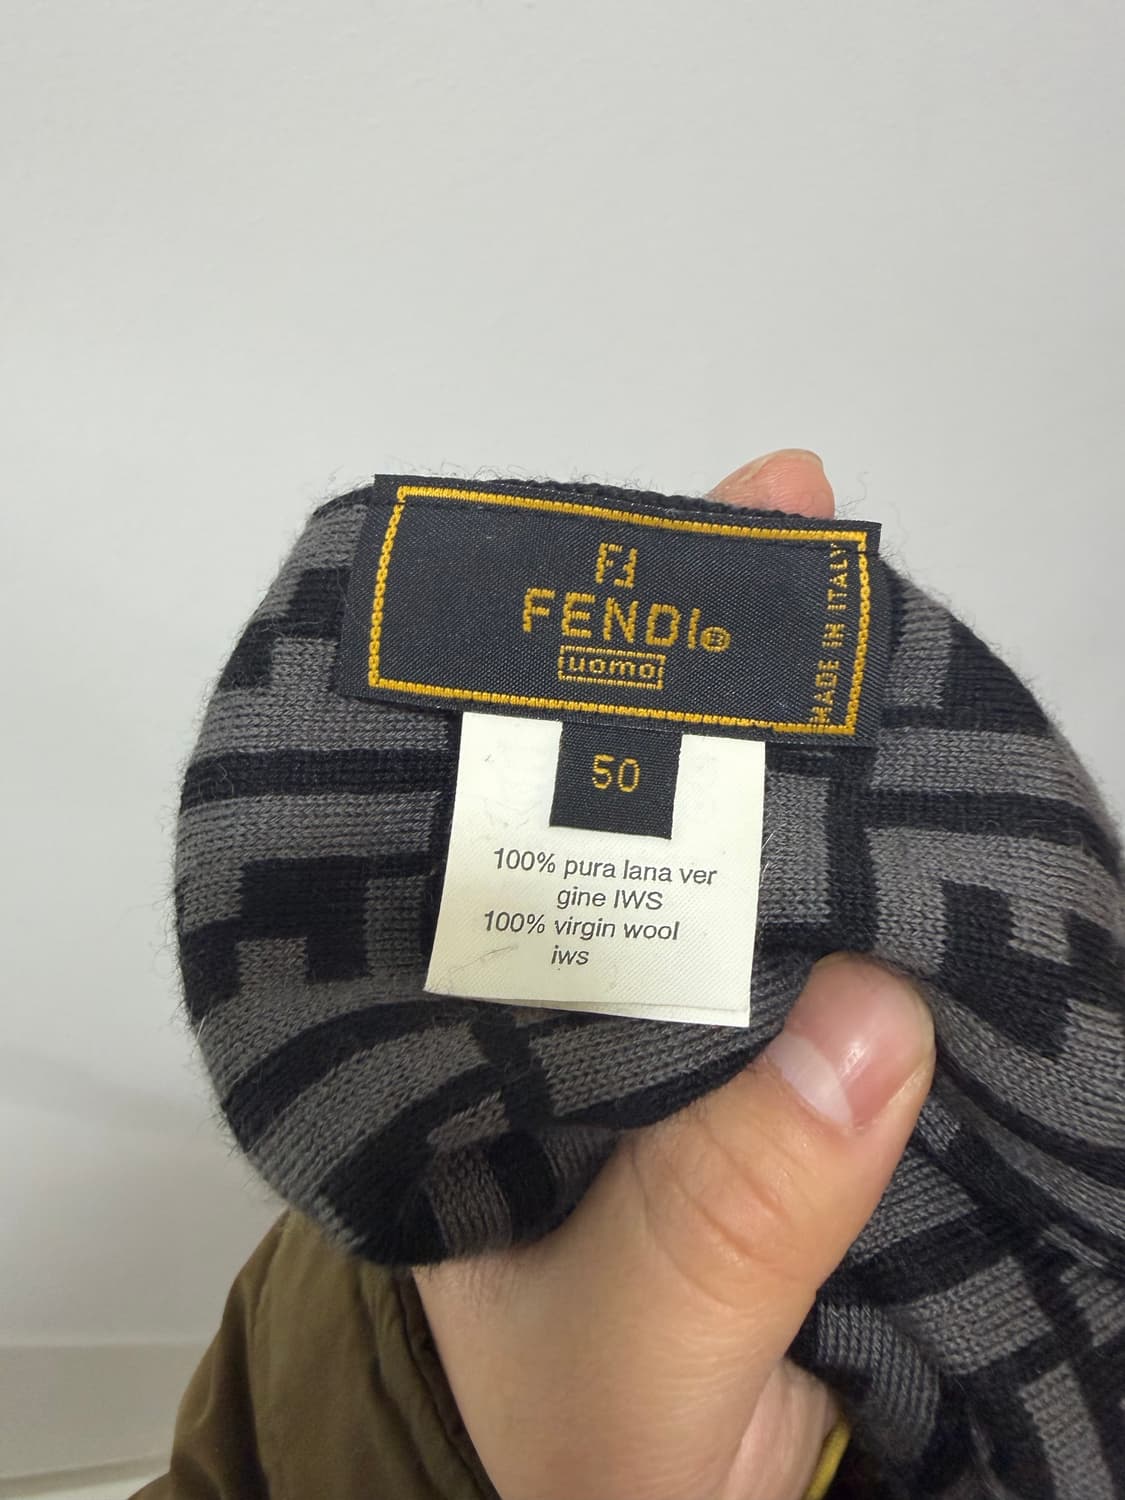 FF
FENDI®
uomo
MADE IN ITALY
50
100% pura lana ver
gine IWS
100% virgin wool
iws